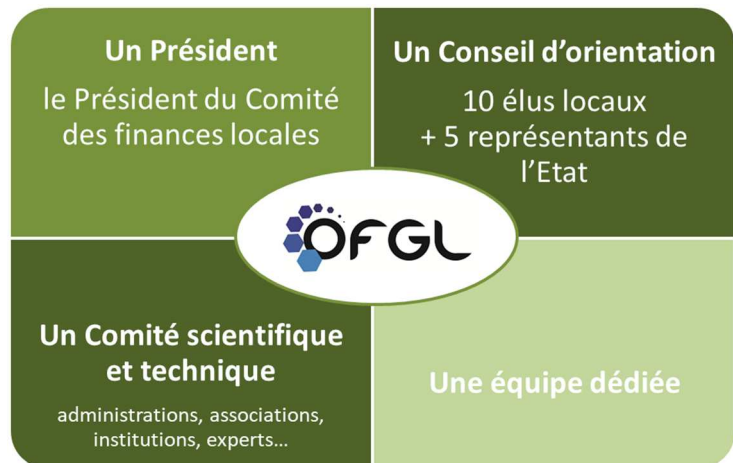 Un Président
le Président du Comité
des finances locales
Un Conseil d’orientation
10 élus locaux
+ 5 représentants de
l’Etat
OFGL
Un Comité scientifique
et technique
administrations, associations,
institutions, experts...
Une équipe dédiée